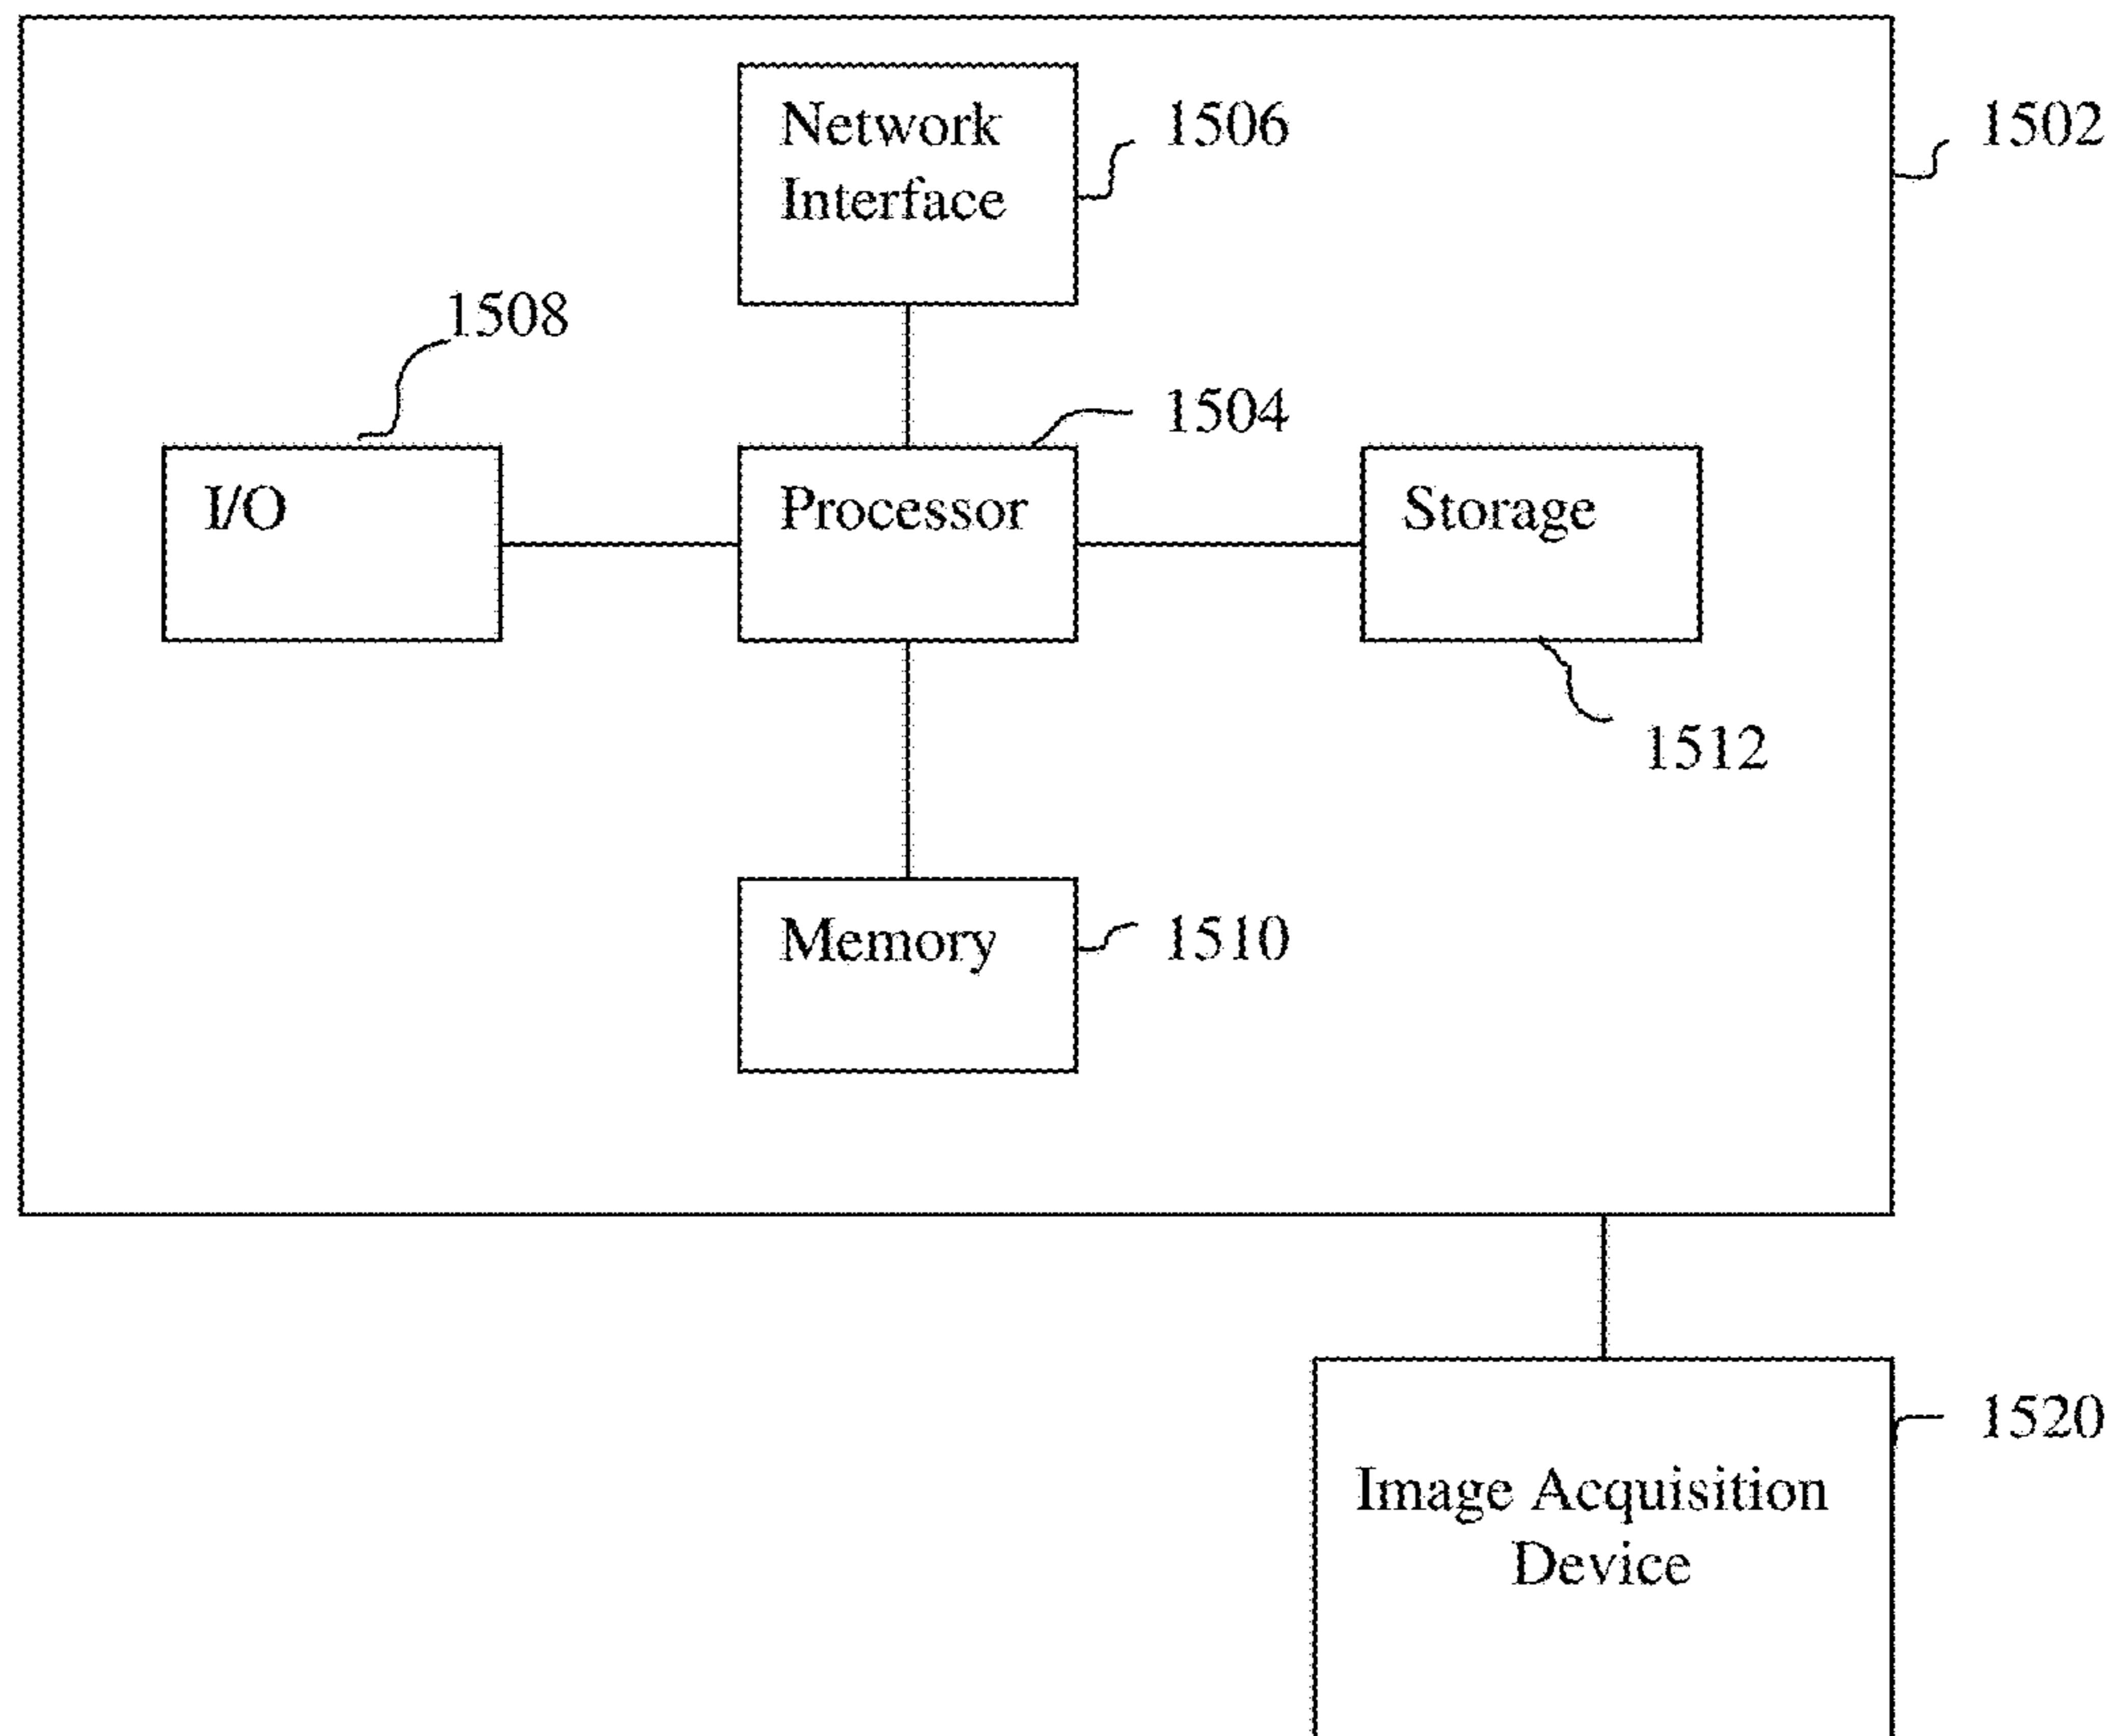 Network
Interface
1506
1502
1508
1504
I/O
Processor
Storage
1512
Memory
1510
1520
Image Acquisition
Device